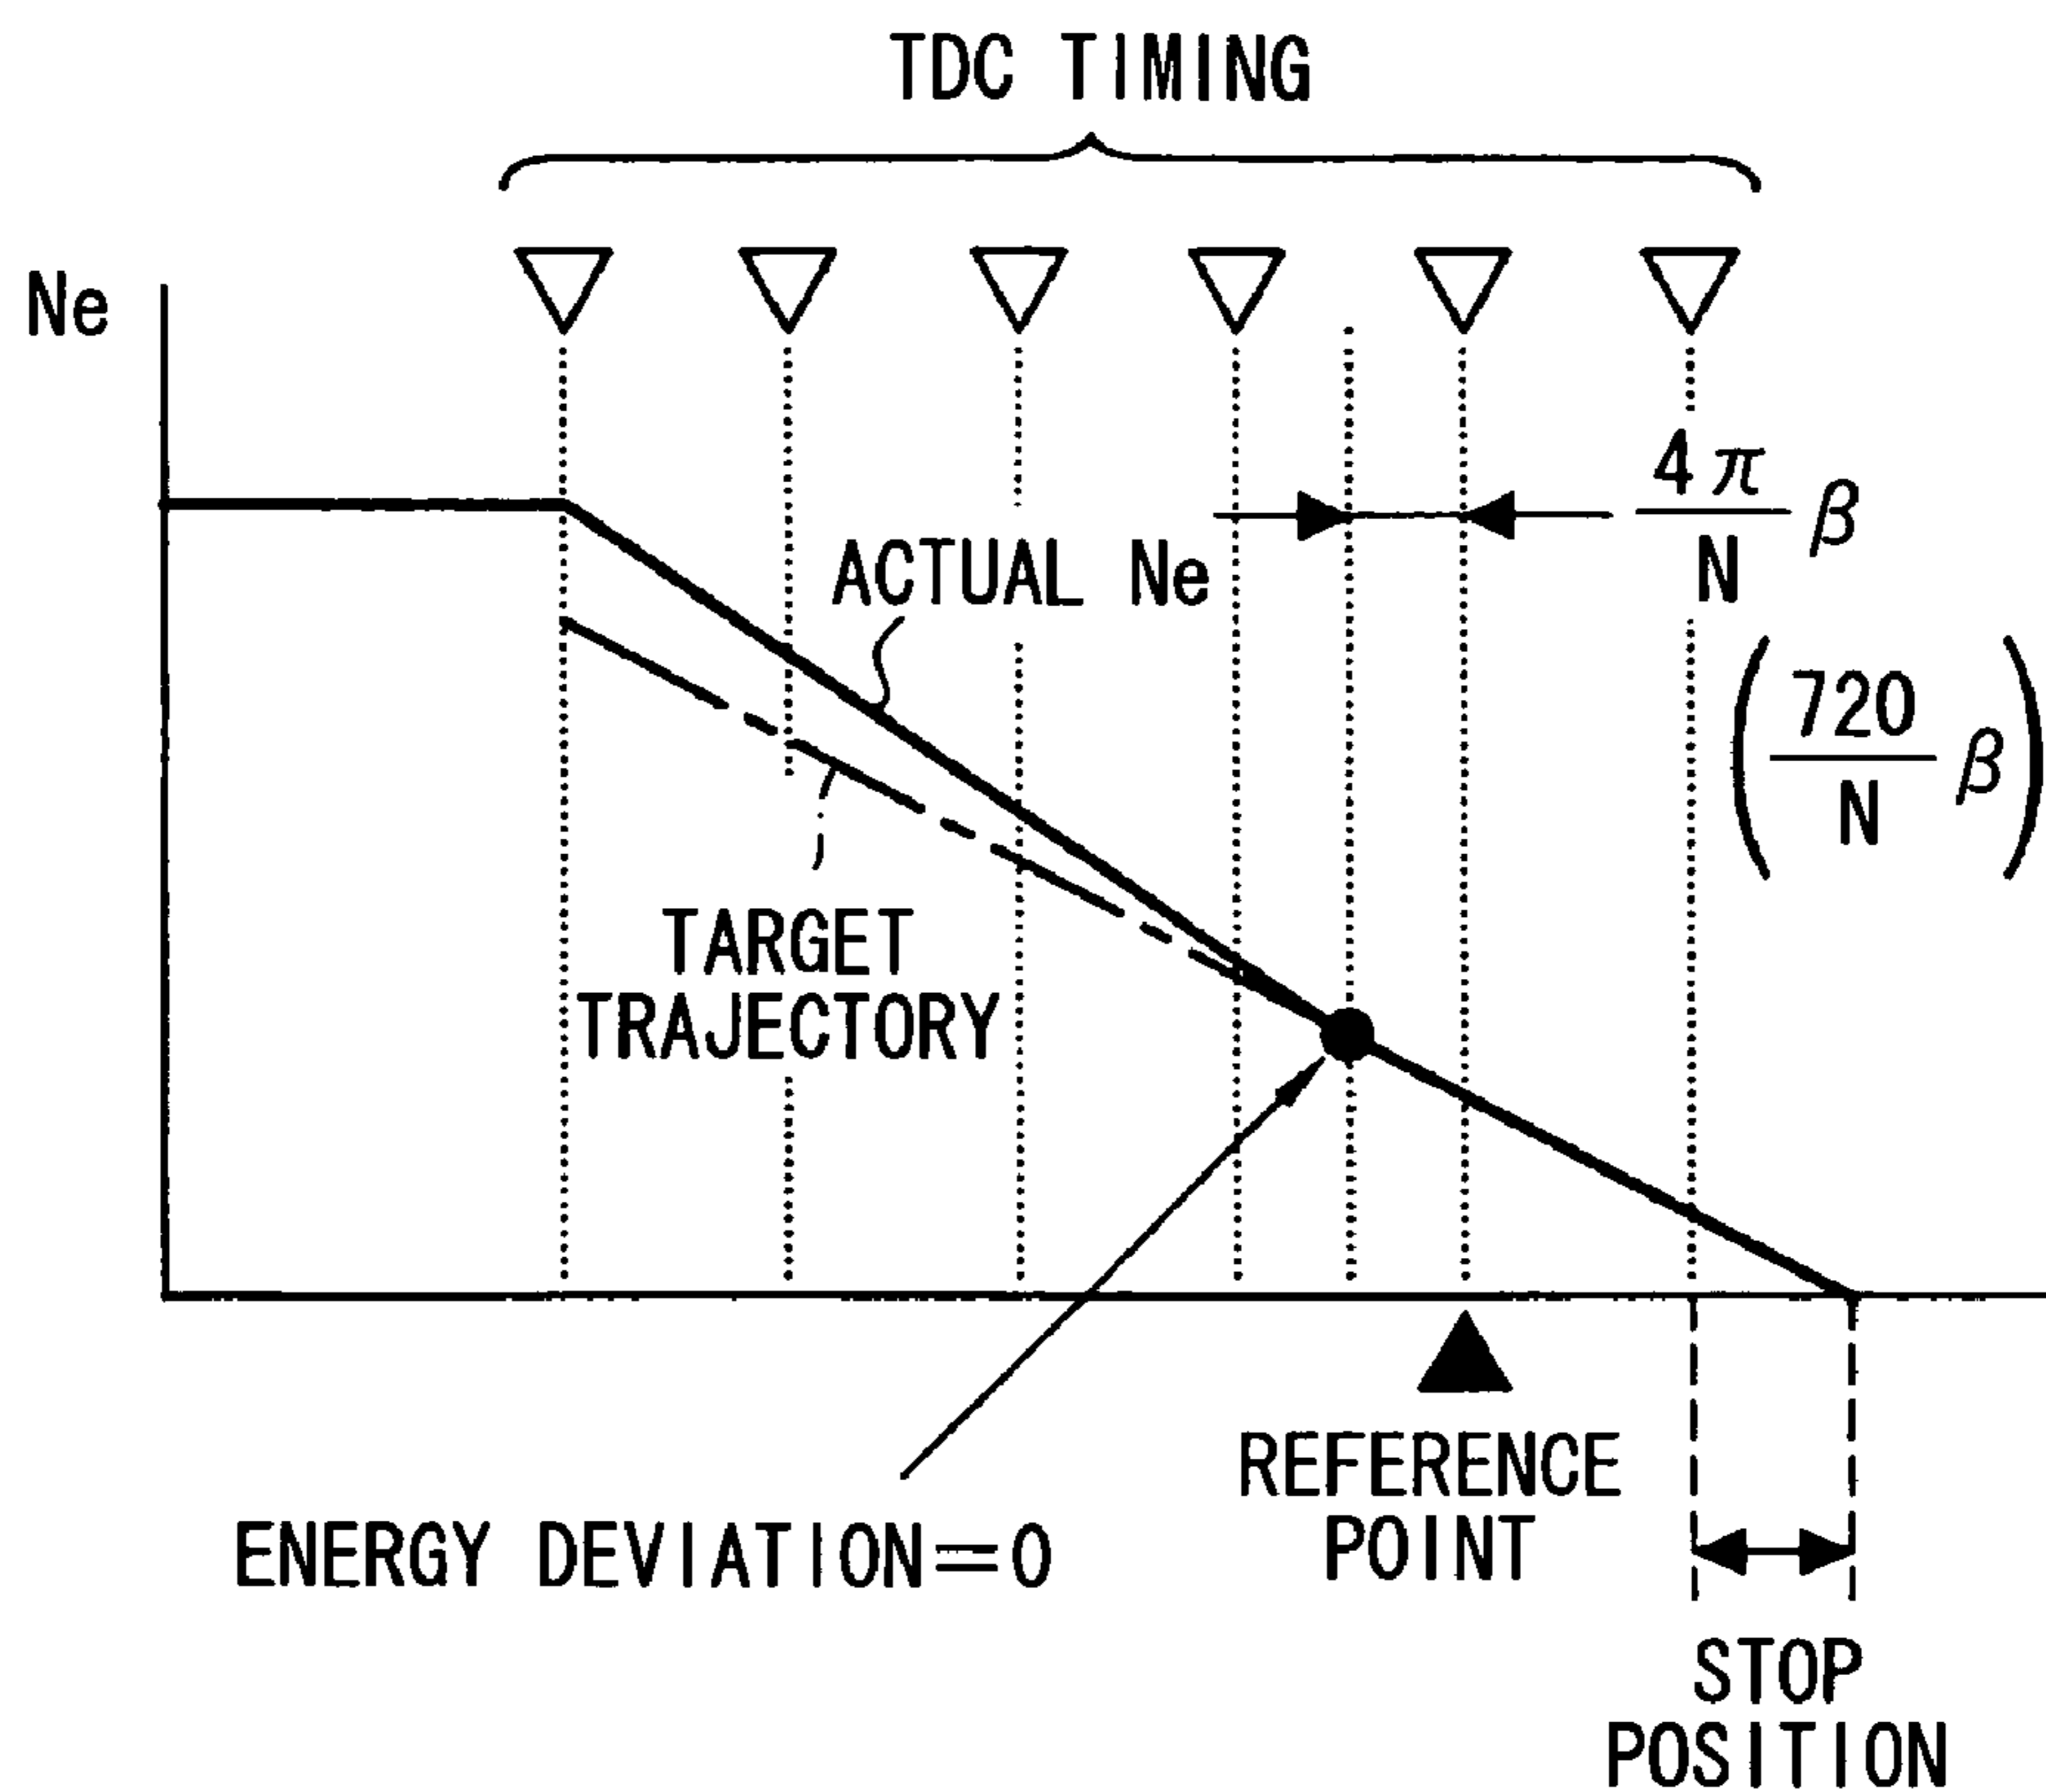 TDC TIMING
Ne
4π
β
N
ACTUAL Ne
(720
β)
N
TARGET
TRAJECTORY
REFERENCE
POINT
ENERGY DEVIATION=0
STOP
POSITION